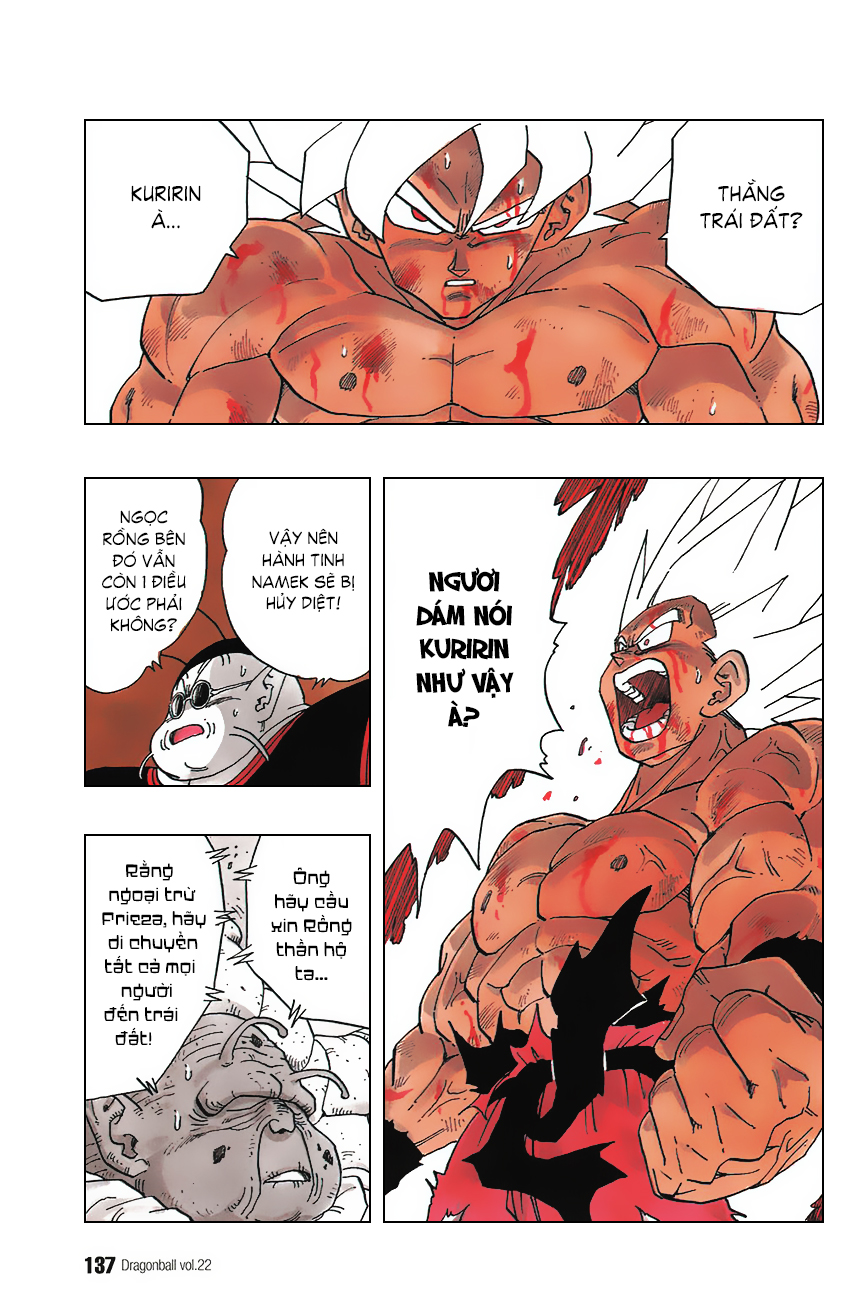 THẰNG
TRÁI ĐẤT?
KURIRIN
À...
NGƯƠI
DÁM NÓI
KURIRIN
NHƯ VẬY
À?
VẬY NÊN
HÀNH TINH
NAMEK SẼ BỊ
HỦY DIỆT!
NGỌC
RỒNG BÊN
ĐÓ VẪN
CÒN 1 ĐIỀU
ƯỚC PHẢI
KHÔNG?
Ông
hãy cầu
xin Rồng
thần hộ
ta...
Rằng
ngoại trừ
Frieza, hãy
di chuyển
tất cả mọi
người
đến trái
đất!
137 Dragonball vol.22